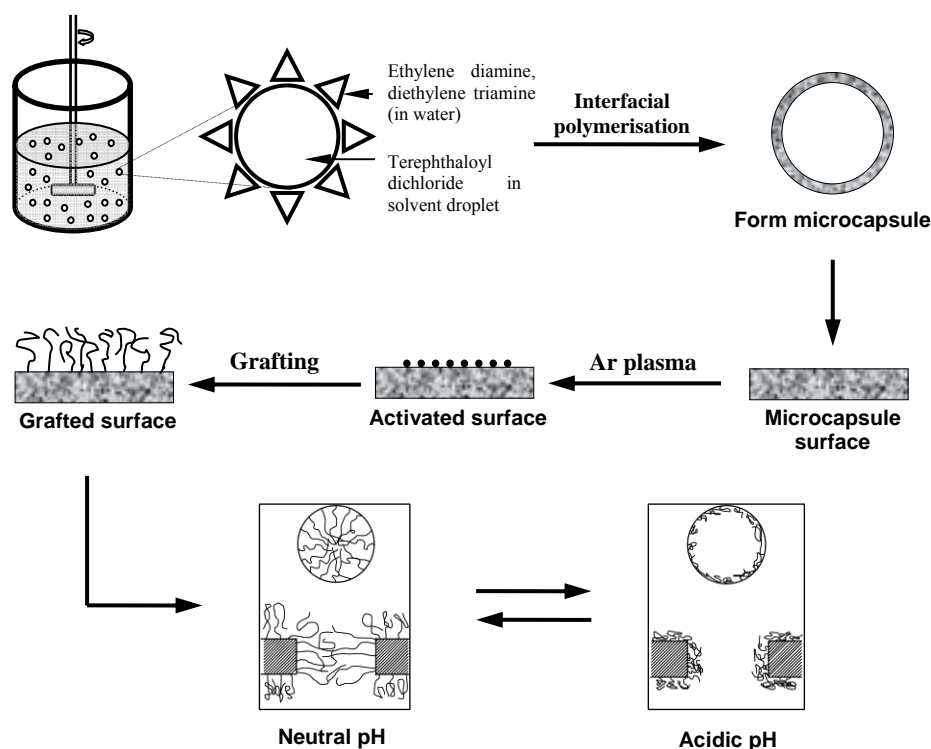 Ethylene diamine,
diethylene triamine
(in water)
Terephthaloyl
dichloride in
solvent droplet
Interfacial
polymerisation
Form microcapsule
Grafting
Ar plasma
Grafted surface
Activated surface
Microcapsule
surface
Neutral pH
Acidic pH